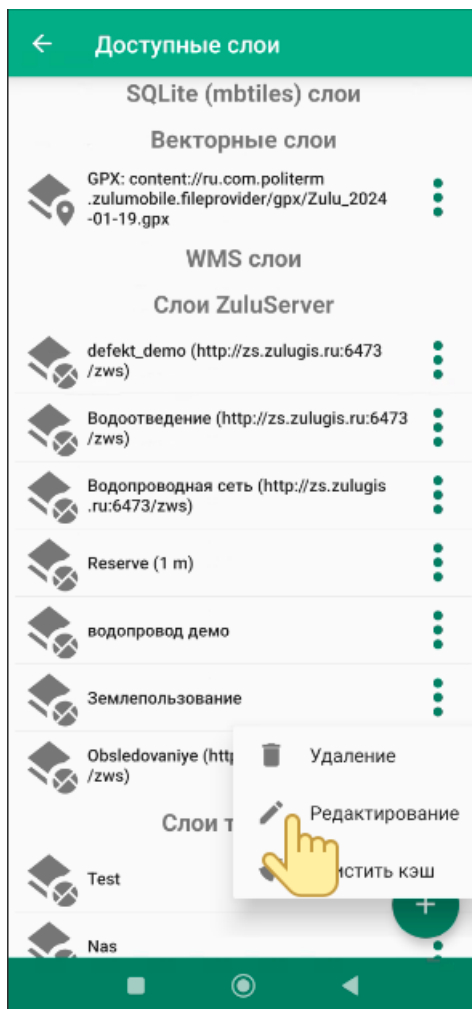 Доступные слои
SQLite (mbtiles) слои
Векторные слои
GPX: content://ru.com.politerm
.zulumobile.fileprovider/gpx/Zulu_2024
-01-19.gpx
WMS слои
Слои ZuluServer
defekt_demo (http://zs.zulugis.ru:6473
/zws)
Водоотведение (http://zs.zulugis.ru:6473
/zws)
Водопроводная сеть (http://zs.zulugis
.ru:6473/zws)
Reserve (1 m)
водопровод демо
Землепользование
Obsledovaniye
/zws)
Удаление
Редактирование
Слои
кэш
Test
Nas